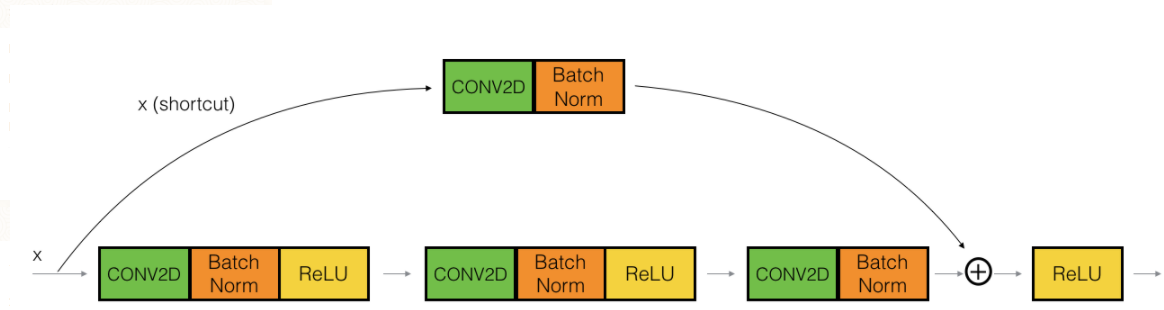 Batch
CONV2D
Norm
x (shortcut)
x
CONV2D
Batch
Norm
ReLU
CONV2D
Batch
Norm
ReLU
CONV2D
Batch
Norm
ReLU